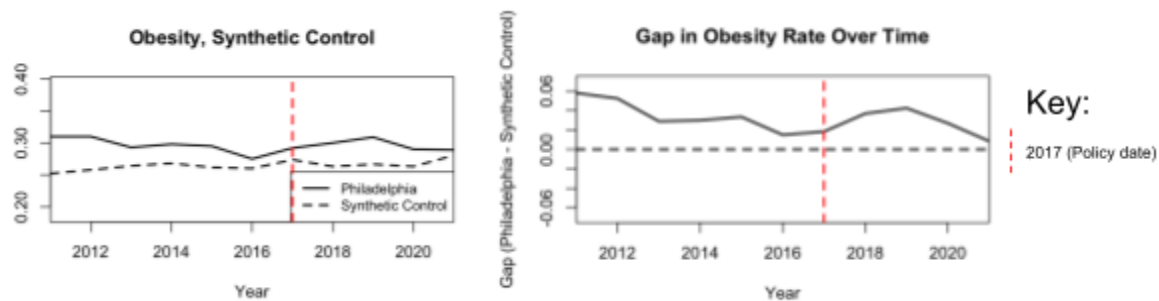 Obesity, Synthetic Control
0.40
0.30
0.20
Philadelphia
Synthetic Control
2012 2014 2016 2018 2020
Year
Gap in Obesity Rate Over Time
Gap (Philadelphia - Synthetic Control)
0.06
0.00
-0.06
2012 2014 2016 2018 2020
Year
Key:
2017 (Policy date)